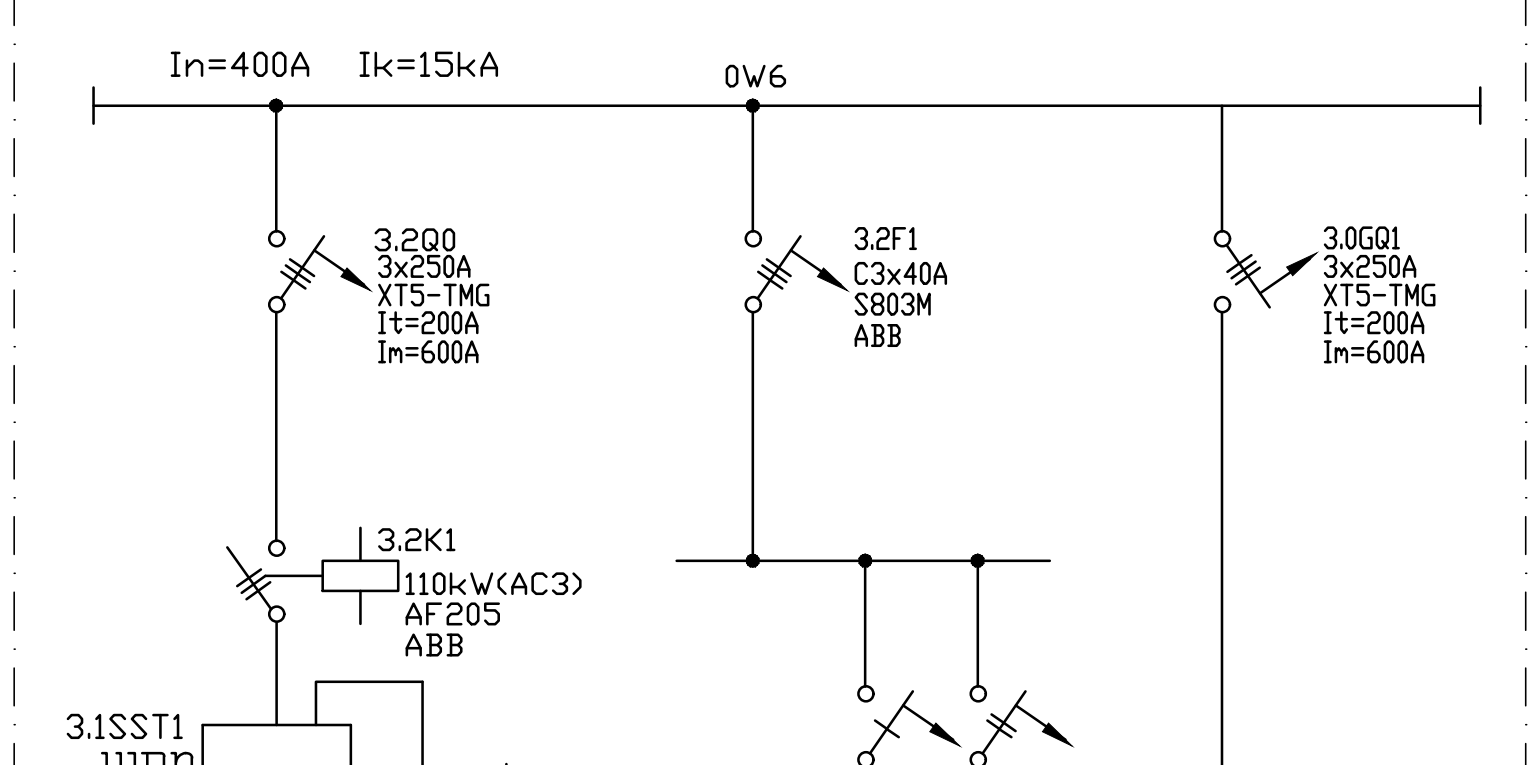 In=400A Ik=15kA
0W6
3.2Q0
3x250A
XT5-TMG
It=200A
Im=600A
3.2F1
C3x40A
S803M
ABB
3.0GQ1
3x250A
XT5-TMG
It=200A
Im=600A
3.2K1
110kW(AC3)
AF205
ABB
3.1SST1